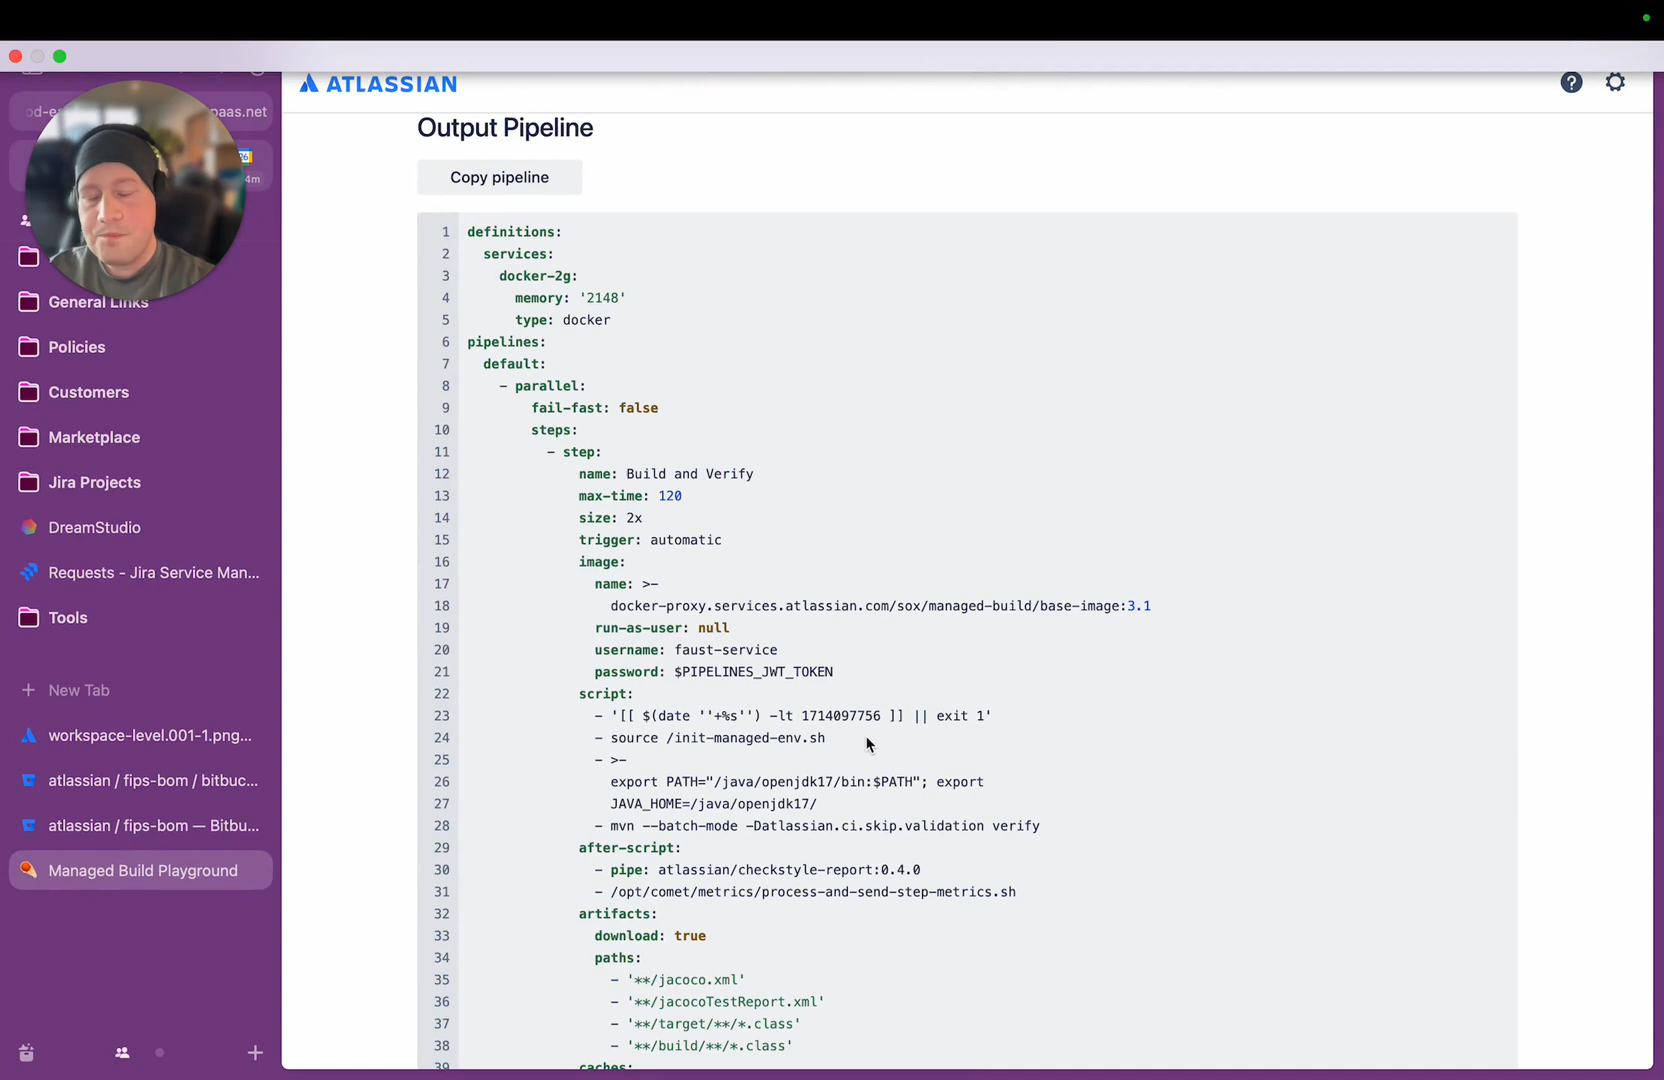 ATLASSIAN
od-e
paas.net
26
4m
General Links
Policies
Customers
Marketplace
Jira Projects
DreamStudio
Requests - Jira Service Man...
Tools
+ New Tab
workspace-level.001-1.png...
atlassian / fips-bom / bitbuc...
atlassian / fips-bom — Bitbu...
Managed Build Playground
Output Pipeline
Copy pipeline
1 definitions:
2 services:
3 docker-2g:
4 memory: '2148'
5 type: docker
6 pipelines:
7 default:
8 - parallel:
9 fail-fast: false
10 steps:
11 - step:
12 name: Build and Verify
13 max-time: 120
14 size: 2x
15 trigger: automatic
16 image:
17 name: >-
18 docker-proxy.services.atlassian.com/sox/managed-build/base-image:3.1
19 run-as-user: null
20 username: faust-service
21 password: $PIPELINES_JWT_TOKEN
22 script:
23 - '[[ $(date ''+%s'') -lt 1714097756 ]] || exit 1'
24 - source /init-managed-env.sh
25 - >-
26 export PATH="/java/openjdk17/bin:$PATH"; export
27 JAVA_HOME=/java/openjdk17/
28 - mvn --batch-mode -Datlassian.ci.skip.validation verify
29 after-script:
30 - pipe: atlassian/checkstyle-report:0.4.0
31 - /opt/comet/metrics/process-and-send-step-metrics.sh
32 artifacts:
33 download: true
34 paths:
35 - '**/jacoco.xml'
36 - '**/jacocoTestReport.xml'
37 - '**/target/**/*.class'
38 - '**/build/**/*.class'
39 caches: